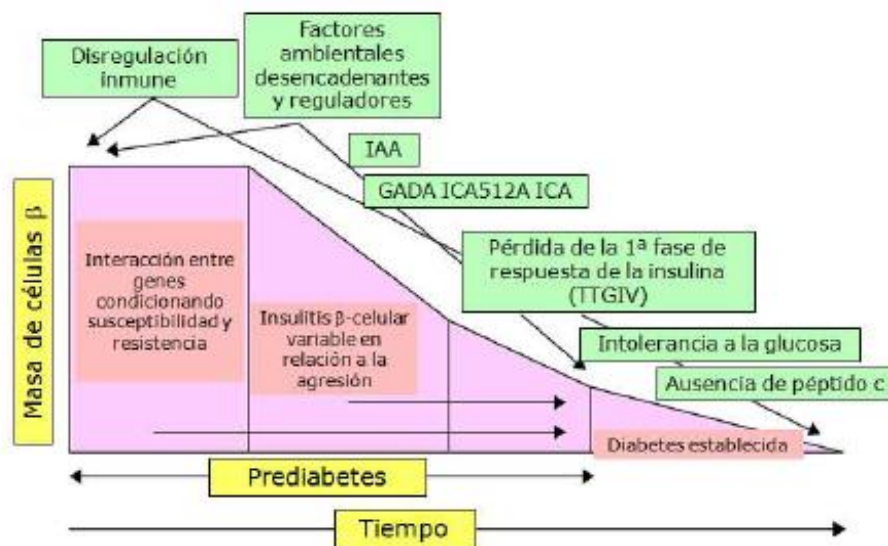 Disregulación
inmune
Factores
ambientales
desencadenantes
y reguladores
IAA
GADA ICA512A ICA
Pérdida de la 1ª fase de
respuesta de la insulina
(TTGIV)
Intolerancia a la glucosa
Ausencia de péptido c
Masa de células β
Interacción entre
genes
condicionando
susceptibilidad y
resistencia
Insulitis β-celular
variable en
relación a la
agresión
Diabetes establecida
Prediabetes
Tiempo